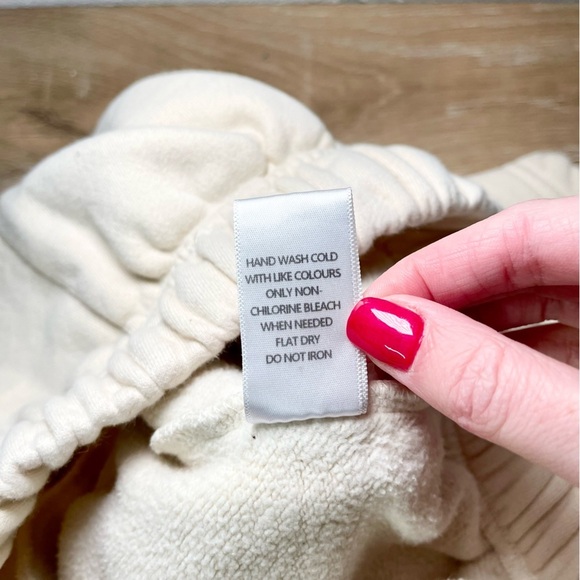 HAND WASH COLD
WITH LIKE COLOURS
ONLY NON-
CHILORINE BLEACH
WHEN NEEDED
FLAT DRY
DO NOT IRON